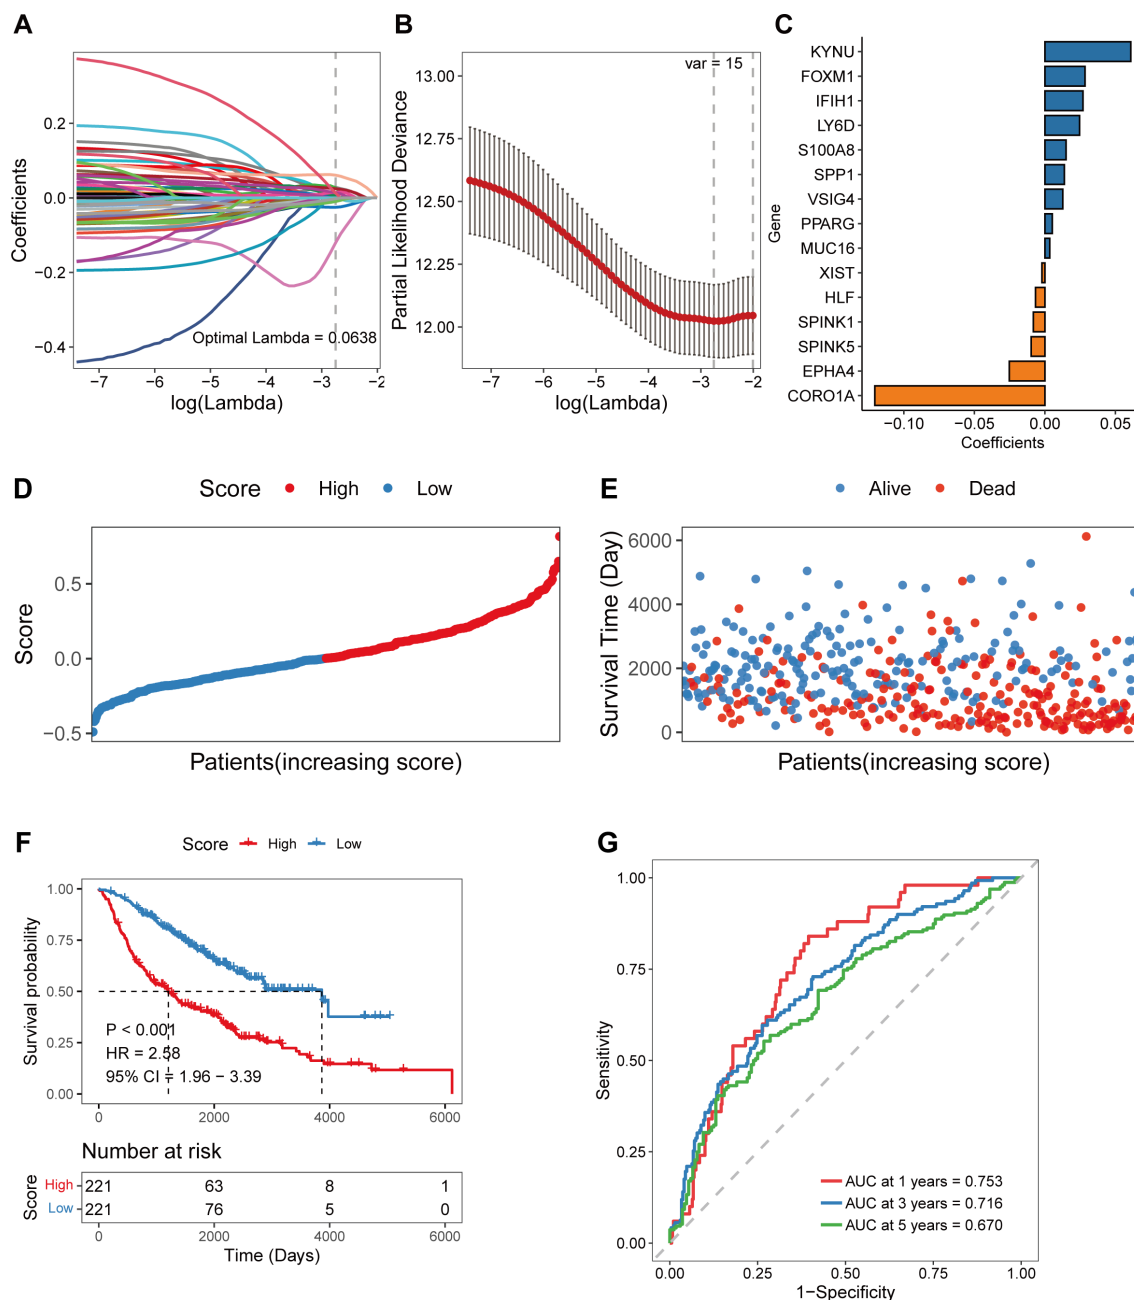 A
Coefficients
0.2
0.0
−0.2
−0.4
Optimal Lambda = 0.0638
−7
−6
−5
−4
−3
−2
log(Lambda)
B
Partial Likelihood Deviance
13.00
12.75
12.50
12.25
12.00
var = 15
−7
−6
−5
−4
−3
−2
log(Lambda)
C
Gene
KYNU
FOXM1
IFIH1
LY6D
S100A8
SPP1
VSIG4
PPARG
MUC16
XIST
HLF
SPINK1
SPINK5
EPHA4
CORO1A
−0.10
−0.05
0.00
0.05
Coefficients
D
Score
High
Low
Score
0.5
0.0
−0.5
Patients(increasing score)
E
Alive
Dead
Survival Time (Day)
6000
4000
2000
0
Patients(increasing score)
F
Score
High
Low
Survival probability
1.00
0.75
0.50
0.25
0.00
P < 0.001
HR = 2.58
95% CI = 1.96 − 3.39
0
2000
4000
6000
Number at risk
Score
High
221
63
8
1
Low
221
76
5
0
0
2000
4000
6000
Time (Days)
G
Sensitivity
1.00
0.75
0.50
0.25
0.00
AUC at 1 years = 0.753
AUC at 3 years = 0.716
AUC at 5 years = 0.670
0.00
0.25
0.50
0.75
1.00
1−Specificity